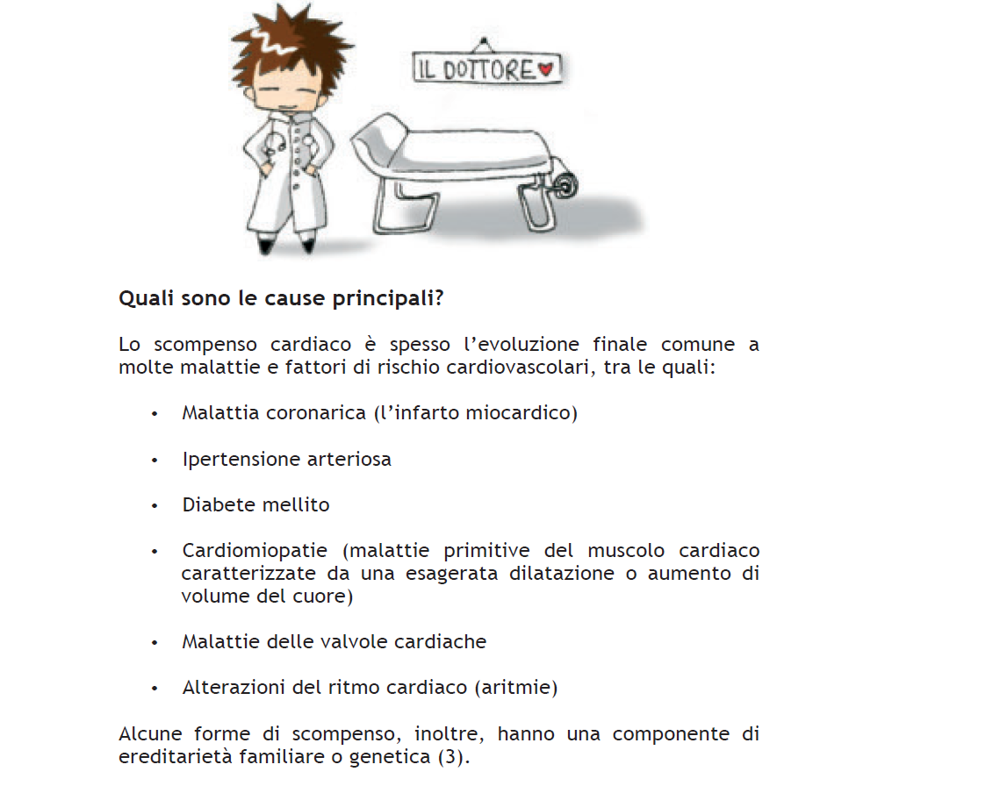 IL DOTTORE
Quali sono le cause principali?
Lo scompenso cardiaco è spesso l’evoluzione finale comune a
molte malattie e fattori di rischio cardiovascolari, tra le quali:
• Malattia coronarica (l’infarto miocardico)
• Ipertensione arteriosa
• Diabete mellito
• Cardiomiopatie (malattie primitive del muscolo cardiaco
caratterizzate da una esagerata dilatazione o aumento di
volume del cuore)
• Malattie delle valvole cardiache
• Alterazioni del ritmo cardiaco (aritmie)
Alcune forme di scompenso, inoltre, hanno una componente di
ereditarietà familiare o genetica (3).